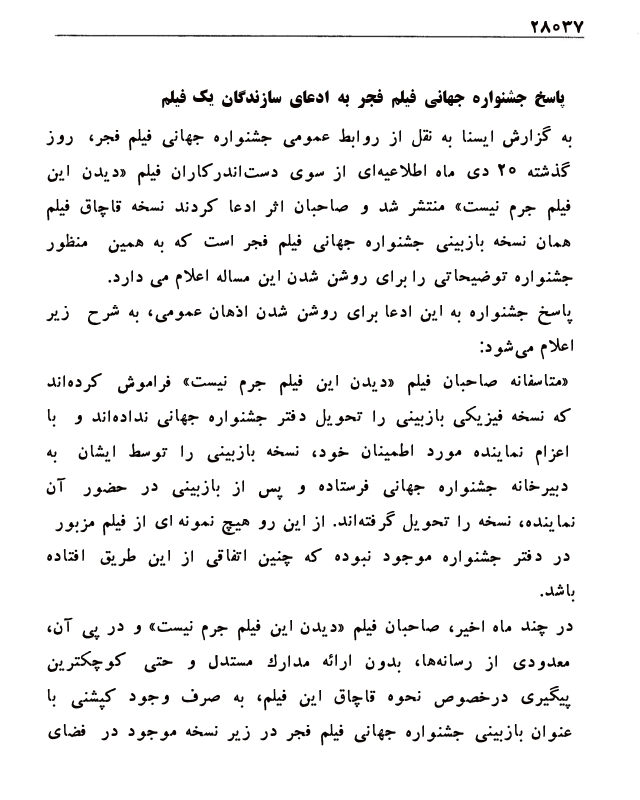 ۲۸۰۳۷
پاسخ جشنواره جهانی فیلم فجر به ادعای سازندگان یک فیلم
به گزارش ایسنا به نقل از روابط عمومی جشنواره جهانی فیلم فجر، روز
گذشته ۲۰ دی ماه اطلاعیه‌ای از سوی دست‌اندرکاران فیلم «دیدن این
فیلم جرم نیست» منتشر شد و صاحبان اثر ادعا کردند نسخه قاچاق فیلم
همان نسخه بازبینی جشنواره جهانی فیلم فجر است که به همین منظور
جشنواره توضیحاتی را برای روشن شدن این مساله اعلام می دارد.
پاسخ جشنواره به این ادعا برای روشن شدن اذهان عمومی، به شرح زیر
اعلام می‌شود:
«متاسفانه صاحبان فیلم «دیدن این فیلم جرم نیست» فراموش کرده‌اند
که نسخه فیزیکی بازبینی را تحویل دفتر جشنواره جهانی نداده‌اند و با
اعزام نماینده مورد اطمینان خود، نسخه بازبینی را توسط ایشان به
دبیرخانه جشنواره جهانی فرستاده و پس از بازبینی در حضور آن
نماینده، نسخه را تحویل گرفته‌اند. از این رو هیچ نمونه ای از فیلم مزبور
در دفتر جشنواره موجود نبوده که چنین اتفاقی از این طریق افتاده
باشد.
در چند ماه اخیر، صاحبان فیلم «دیدن این فیلم جرم نیست» و در پی آن،
معدودی از رسانه‌ها، بدون ارائه مدارك مستدل و حتی کوچکترین
پیگیری درخصوص نحوه قاچاق این فیلم، به صرف وجود کپشنی با
عنوان بازبینی جشنواره جهانی فیلم فجر در زیر نسخه موجود در فضای